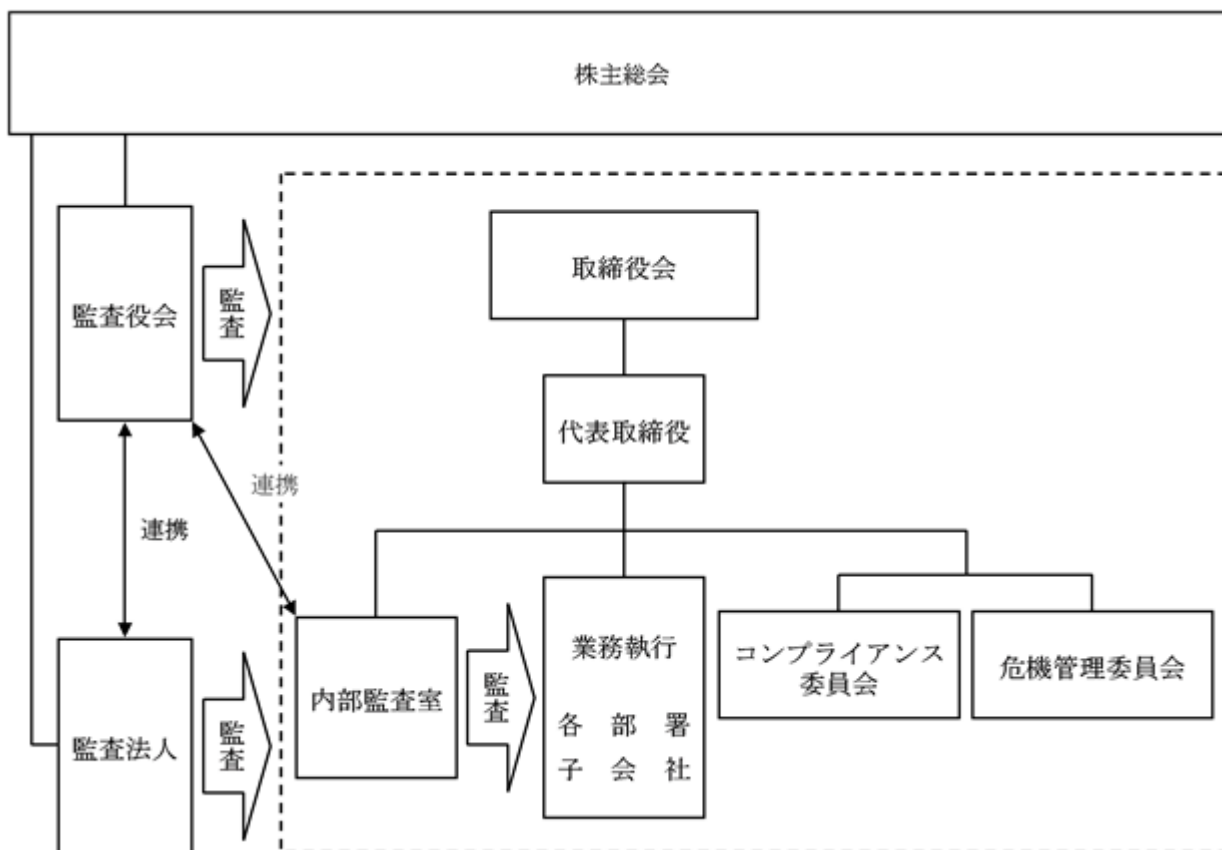 株主総会
監査役会
監査
取締役会
代表取締役
連携
連携
内部監査室
監査
業務執行
各部署
子会社
コンプライアンス
委員会
危機管理委員会
監査法人
監査